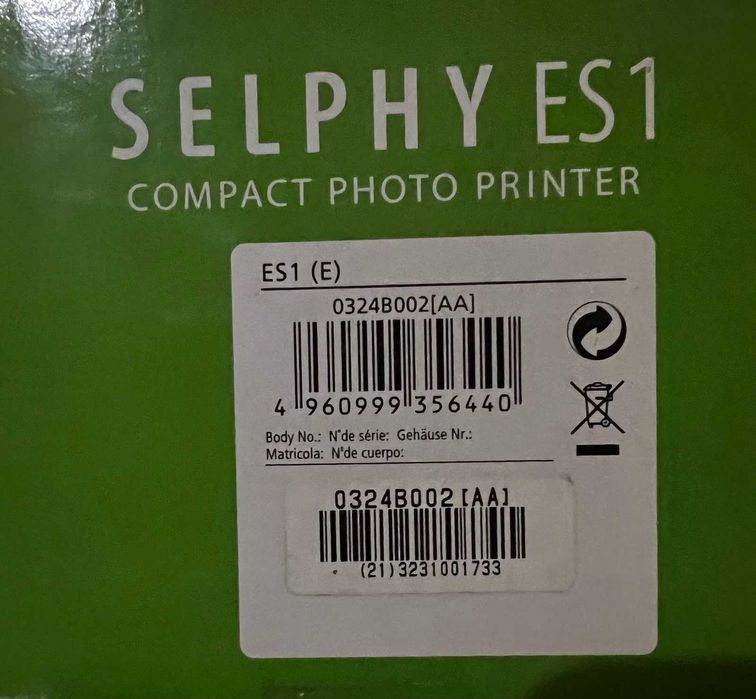 SELPHY ES1
COMPACT PHOTO PRINTER
ES1 (E)
0324B002[AA]
4 960999 356440
Body No.: N°de série: Gehäuse Nr.:
Matricola: N°de cuerpo:
0324B002 [AA]
(21)3231001733